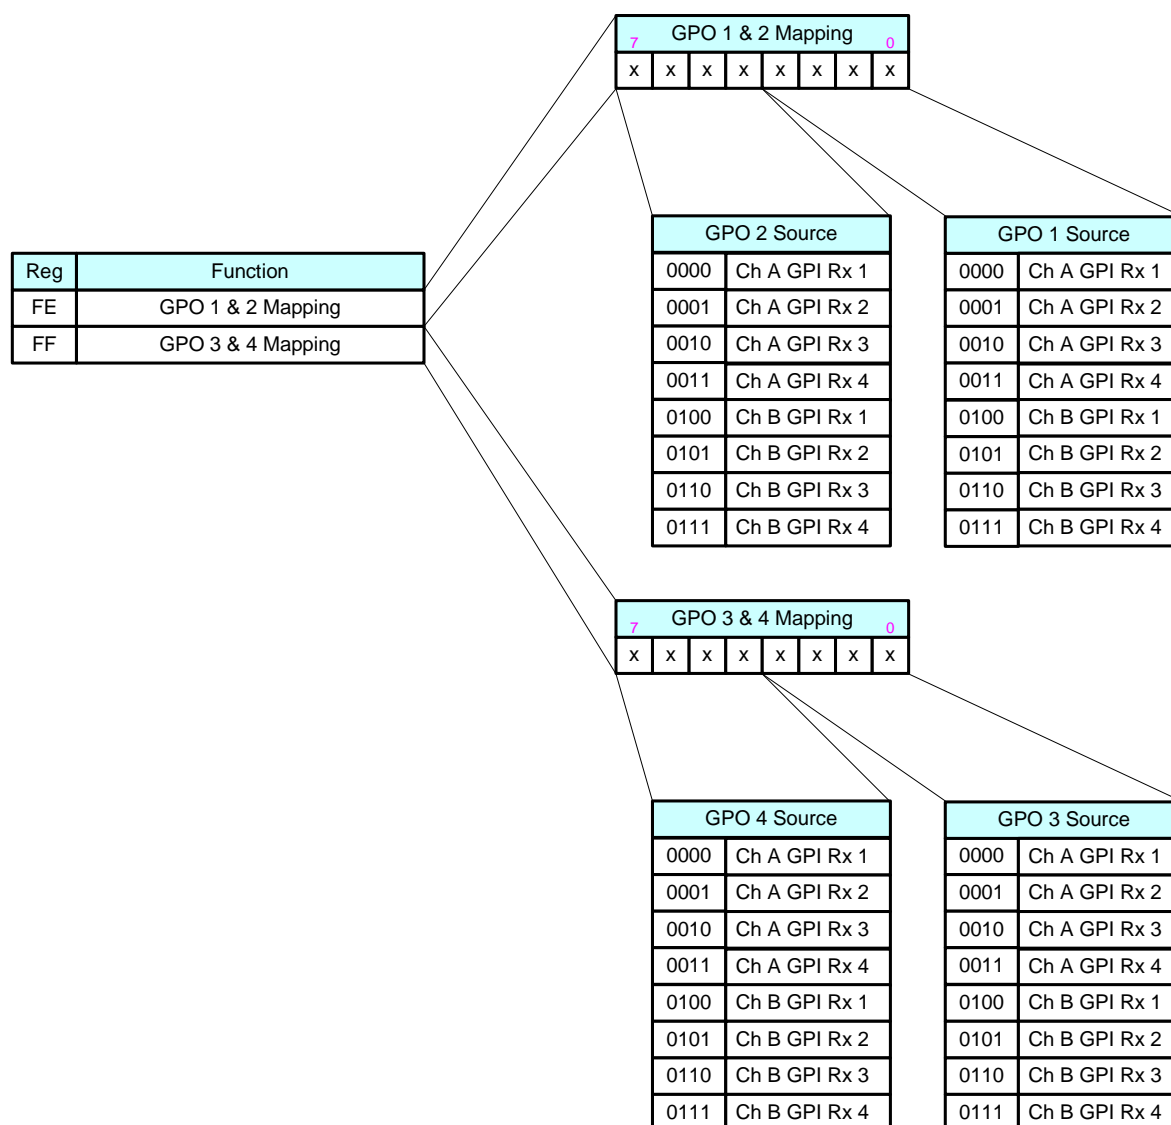 GPO 1 & 2 Mapping
7 0
x x x x x x x x
GPO 2 Source
0000 Ch A GPI Rx 1
0001 Ch A GPI Rx 2
0010 Ch A GPI Rx 3
0011 Ch A GPI Rx 4
0100 Ch B GPI Rx 1
0101 Ch B GPI Rx 2
0110 Ch B GPI Rx 3
0111 Ch B GPI Rx 4
GPO 1 Source
0000 Ch A GPI Rx 1
0001 Ch A GPI Rx 2
0010 Ch A GPI Rx 3
0011 Ch A GPI Rx 4
0100 Ch B GPI Rx 1
0101 Ch B GPI Rx 2
0110 Ch B GPI Rx 3
0111 Ch B GPI Rx 4
Reg Function
FE GPO 1 & 2 Mapping
FF GPO 3 & 4 Mapping
GPO 3 & 4 Mapping
7 0
x x x x x x x x
GPO 4 Source
0000 Ch A GPI Rx 1
0001 Ch A GPI Rx 2
0010 Ch A GPI Rx 3
0011 Ch A GPI Rx 4
0100 Ch B GPI Rx 1
0101 Ch B GPI Rx 2
0110 Ch B GPI Rx 3
0111 Ch B GPI Rx 4
GPO 3 Source
0000 Ch A GPI Rx 1
0001 Ch A GPI Rx 2
0010 Ch A GPI Rx 3
0011 Ch A GPI Rx 4
0100 Ch B GPI Rx 1
0101 Ch B GPI Rx 2
0110 Ch B GPI Rx 3
0111 Ch B GPI Rx 4